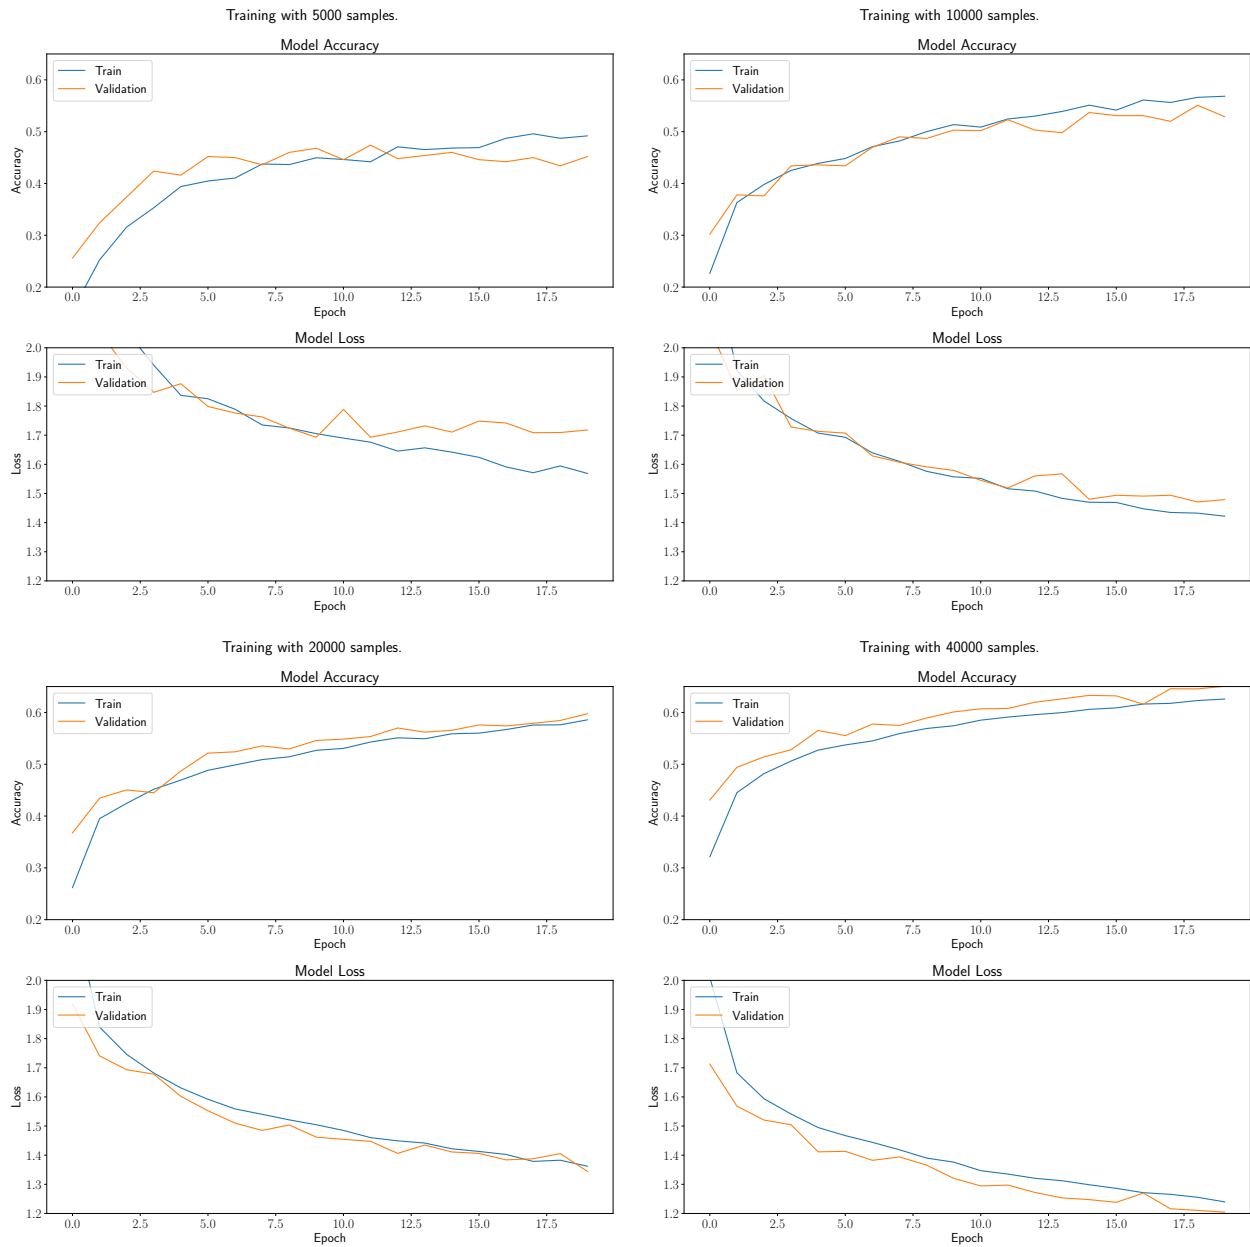 Training with 5000 samples.
Model Accuracy
Train
Validation
0.6
0.5
0.4
0.3
0.2
Accuracy
0.0 2.5 5.0 7.5 10.0 12.5 15.0 17.5
Epoch
Model Loss
Train
Validation
2.0
1.9
1.8
1.7
1.6
1.5
1.4
1.3
1.2
Loss
0.0 2.5 5.0 7.5 10.0 12.5 15.0 17.5
Epoch
Training with 10000 samples.
Model Accuracy
Train
Validation
0.6
0.5
0.4
0.3
0.2
Accuracy
0.0 2.5 5.0 7.5 10.0 12.5 15.0 17.5
Epoch
Model Loss
Train
Validation
2.0
1.9
1.8
1.7
1.6
1.5
1.4
1.3
1.2
Loss
0.0 2.5 5.0 7.5 10.0 12.5 15.0 17.5
Epoch
Training with 20000 samples.
Model Accuracy
Train
Validation
0.6
0.5
0.4
0.3
0.2
Accuracy
0.0 2.5 5.0 7.5 10.0 12.5 15.0 17.5
Epoch
Model Loss
Train
Validation
2.0
1.9
1.8
1.7
1.6
1.5
1.4
1.3
1.2
Loss
0.0 2.5 5.0 7.5 10.0 12.5 15.0 17.5
Epoch
Training with 40000 samples.
Model Accuracy
Train
Validation
0.6
0.5
0.4
0.3
0.2
Accuracy
0.0 2.5 5.0 7.5 10.0 12.5 15.0 17.5
Epoch
Model Loss
Train
Validation
2.0
1.9
1.8
1.7
1.6
1.5
1.4
1.3
1.2
Loss
0.0 2.5 5.0 7.5 10.0 12.5 15.0 17.5
Epoch